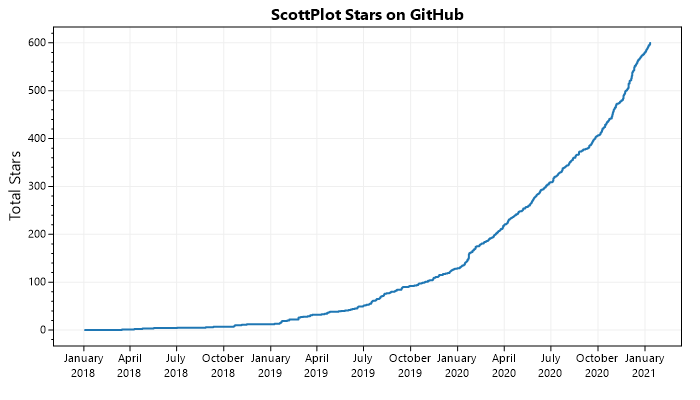 ScottPlot Stars on GitHub
Total Stars
600
500
400
300
200
100
0
January April July October January April July October January April July October January
2018 2018 2018 2018 2019 2019 2019 2019 2020 2020 2020 2020 2021